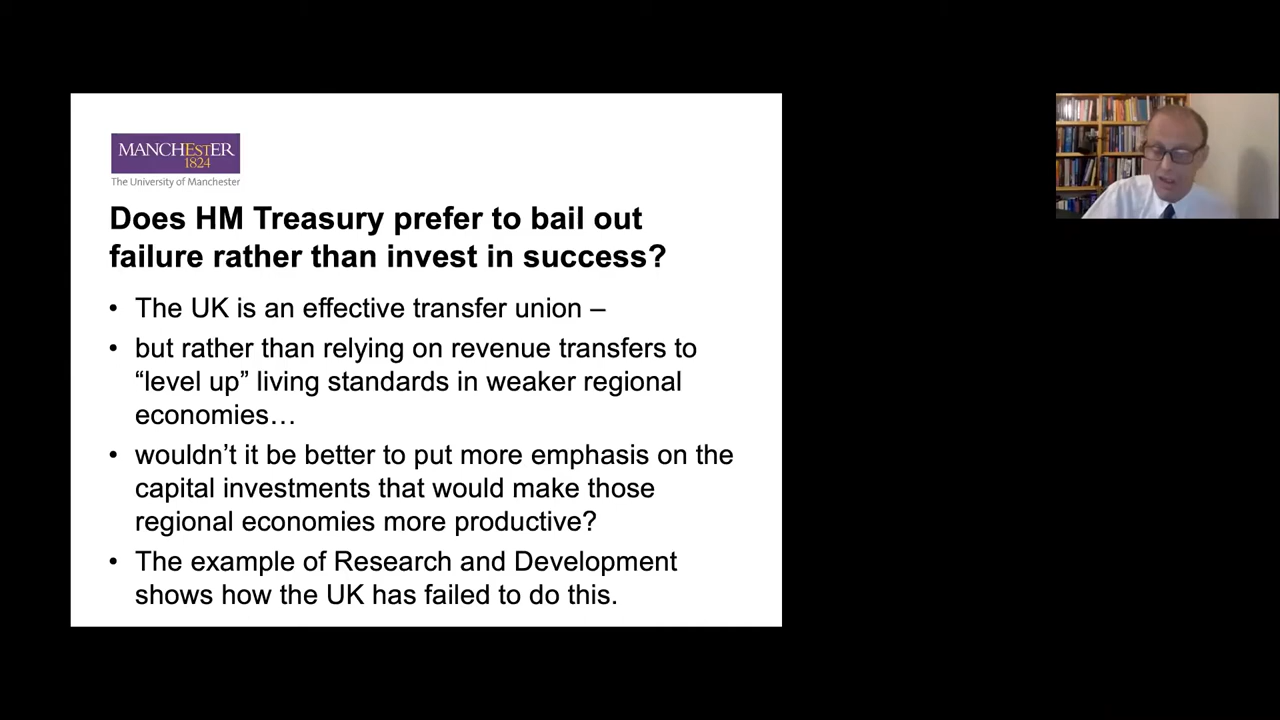 MANCHESTER
1824
The University of Manchester
Does HM Treasury prefer to bail out
failure rather than invest in success?
• The UK is an effective transfer union –
• but rather than relying on revenue transfers to
“level up” living standards in weaker regional
economies…
• wouldn’t it be better to put more emphasis on the
capital investments that would make those
regional economies more productive?
• The example of Research and Development
shows how the UK has failed to do this.